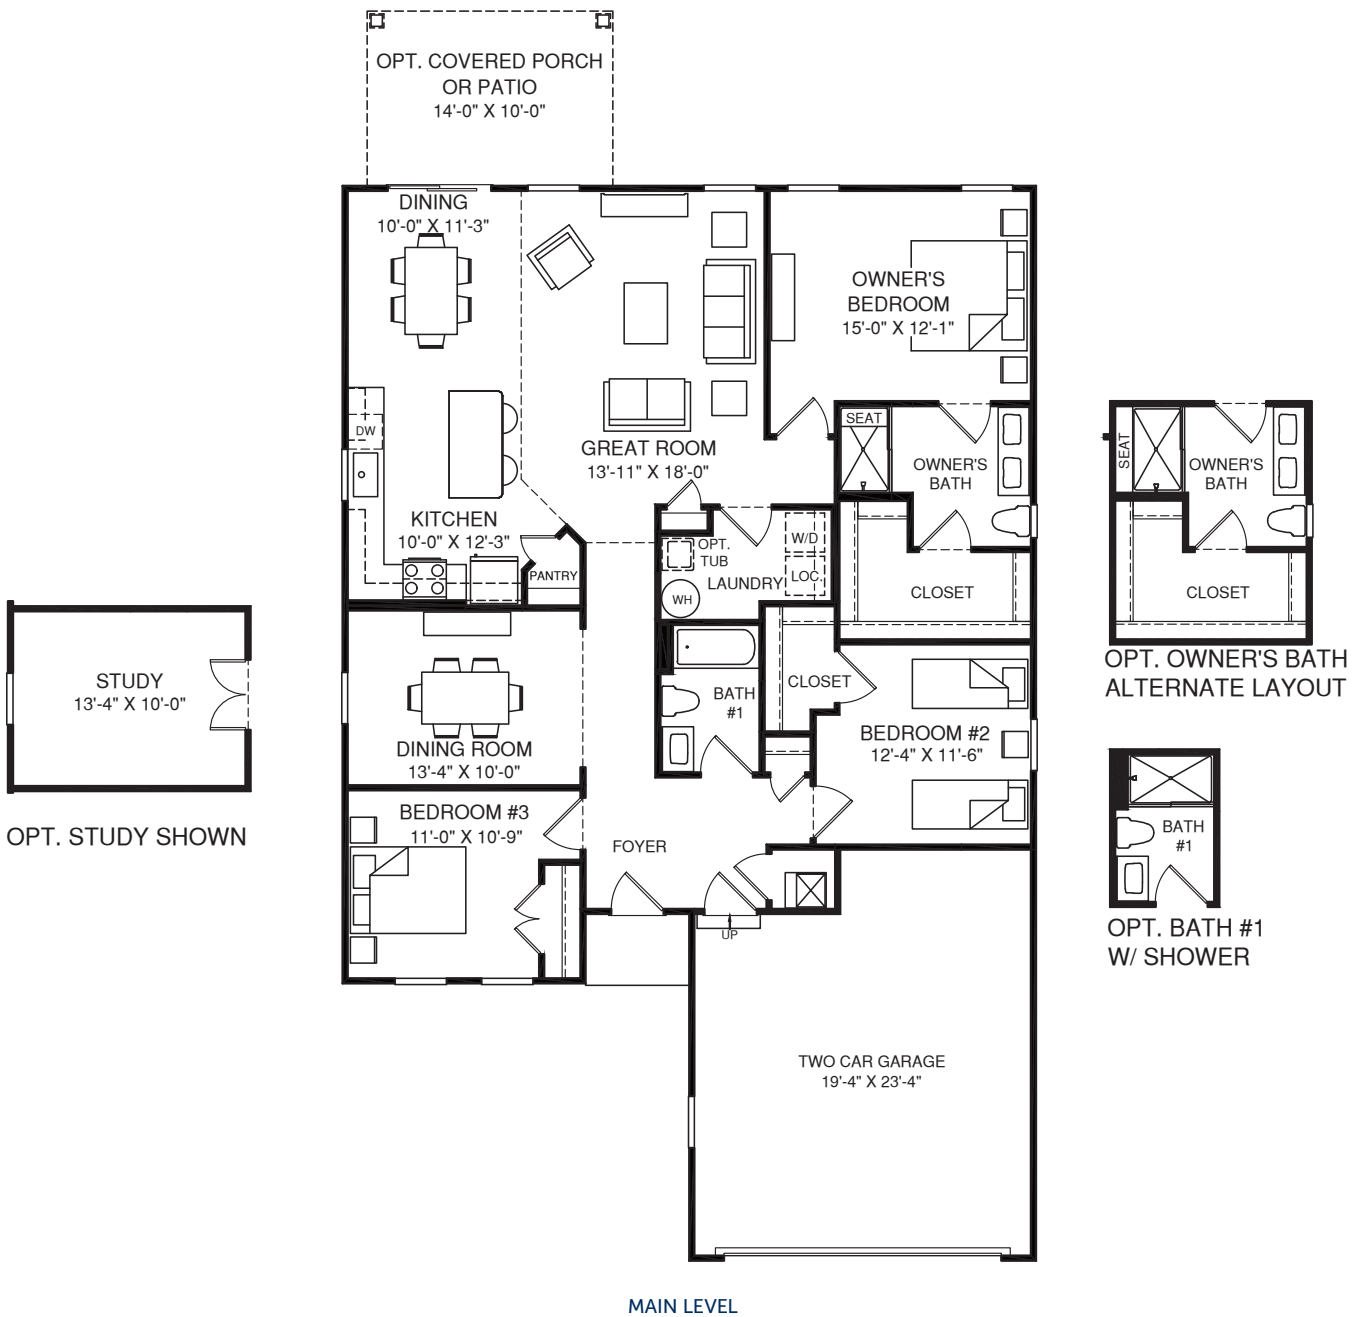 OPT. COVERED PORCH
OR PATIO
14'-0" X 10'-0"
DINING
10'-0" X 11'-3"
OWNER'S
BEDROOM
15'-0" X 12'-1"
GREAT ROOM
13'-11" X 18'-0"
DW
KITCHEN
10'-0" X 12'-3"
PANTRY
SEAT
OWNER'S
BATH
CLOSET
OPT.
TUB
LAUNDRY
W/D
LOC.
WH
BATH
#1
CLOSET
BEDROOM #2
12'-4" X 11'-6"
DINING ROOM
13'-4" X 10'-0"
BEDROOM #3
11'-0" X 10'-9"
FOYER
UP
TWO CAR GARAGE
19'-4" X 23'-4"
STUDY
13'-4" X 10'-0"
OPT. STUDY SHOWN
SEAT
OWNER'S
BATH
CLOSET
OPT. OWNER'S BATH
ALTERNATE LAYOUT
BATH
#1
OPT. BATH #1
W/ SHOWER
MAIN LEVEL